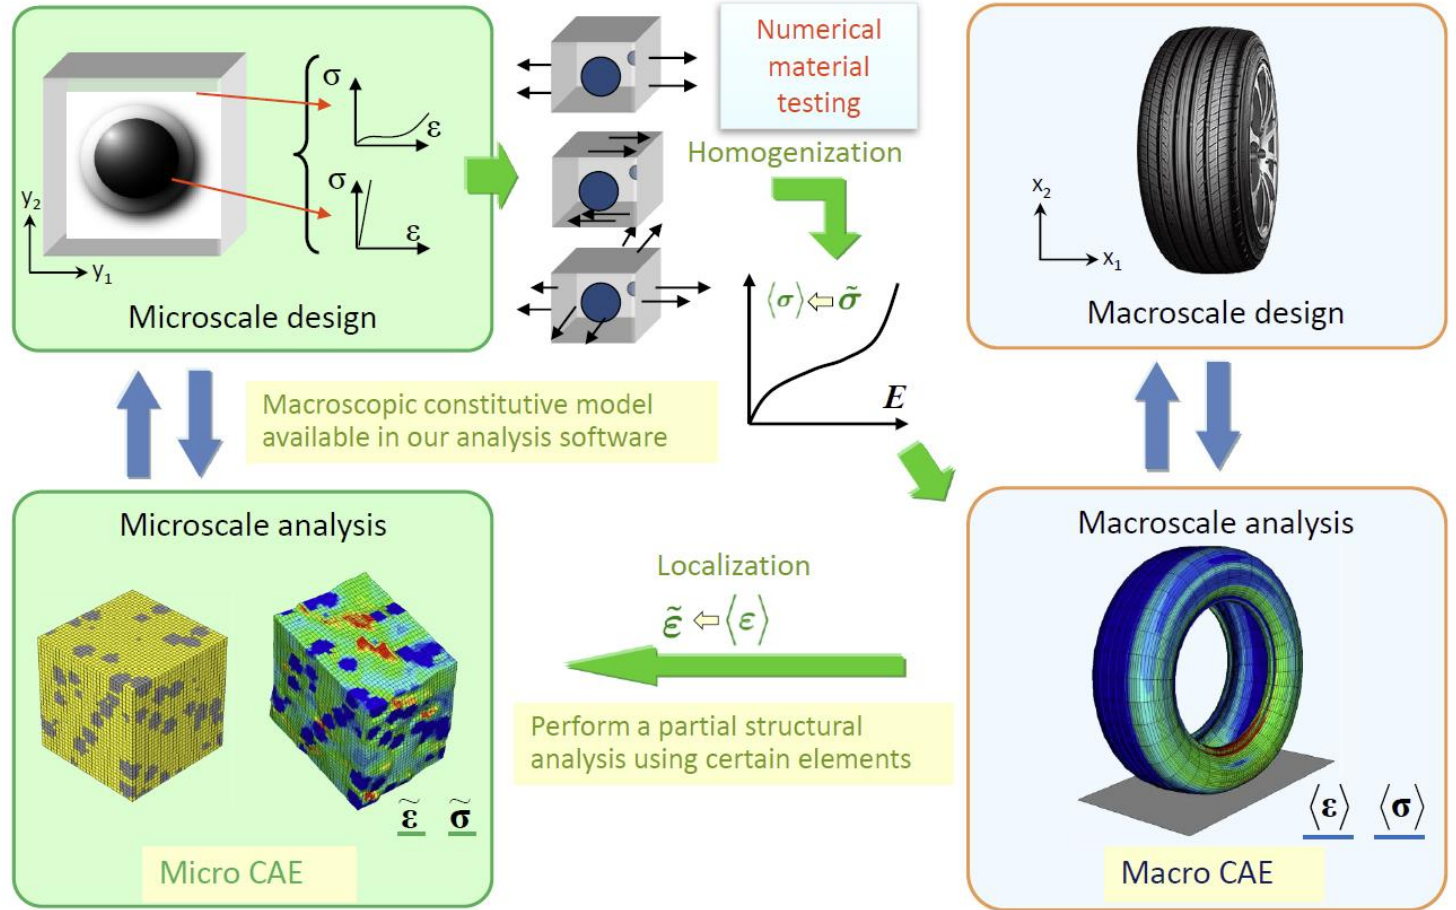 σ
ε
σ
ε
y2
y1
Microscale design
Numerical
material
testing
Homogenization
⟨σ⟩⇦σ̃
E
x2
x1
Macroscale design
Macroscopic constitutive model
available in our analysis software
Microscale analysis
ε̃ σ̃
Micro CAE
Localization
ε̃⇦⟨ε⟩
Perform a partial structural
analysis using certain elements
Macroscale analysis
⟨ε⟩ ⟨σ⟩
Macro CAE